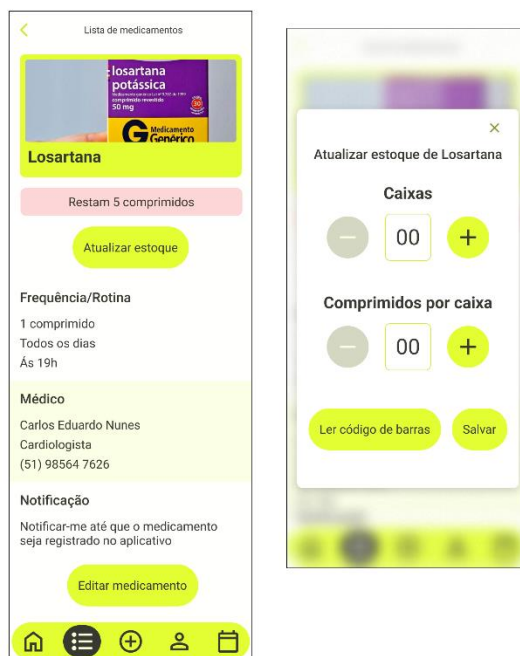 Lista de medicamentos
losartana
potássica
comprimido revestido
50 mg
30
G
Medicamento
Genérico
Losartana
Restam 5 comprimidos
Atualizar estoque
Frequência/Rotina
1 comprimido
Todos os dias
Ás 19h
Médico
Carlos Eduardo Nunes
Cardiologista
(51) 98564 7626
Notificação
Notificar-me até que o medicamento
seja registrado no aplicativo
Editar medicamento
Atualizar estoque de Losartana
Caixas
00
Comprimidos por caixa
00
Ler código de barras
Salvar